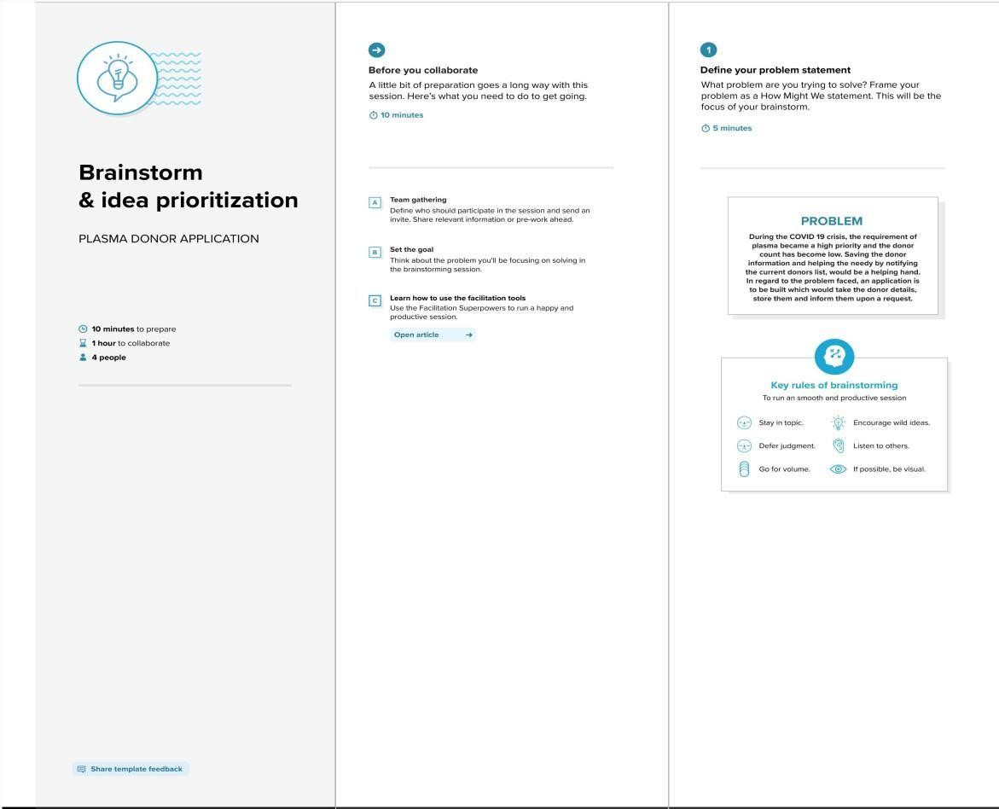 Brainstorm
& idea prioritization
PLASMA DONOR APPLICATION
10 minutes to prepare
1 hour to collaborate
4 people
Share template feedback
Before you collaborate
A little bit of preparation goes a long way with this
session. Here's what you need to do to get going.
10 minutes
A
Team gathering
Define who should participate in the session and send an
invite. Share relevant information or pre-work ahead.
B
Set the goal
Think about the problem you'll be focusing on solving in
the brainstorming session.
C
Learn how to use the facilitation tools
Use the Facilitation Superpowers to run a happy and
productive session.
Open article
1
Define your problem statement
What problem are you trying to solve? Frame your
problem as a How Might We statement. This will be the
focus of your brainstorm.
5 minutes
PROBLEM
During the COVID 19 crisis, the requirement of
plasma became a high priority and the donor
count has become low. Saving the donor
information and helping the needy by notifying
the current donors list, would be a helping hand.
In regard to the problem faced, an application is
to be built which would take the donor details,
store them and inform them upon a request.
Key rules of brainstorming
To run an smooth and productive session
Stay in topic.
Encourage wild ideas.
Defer judgment.
Listen to others.
Go for volume.
If possible, be visual.